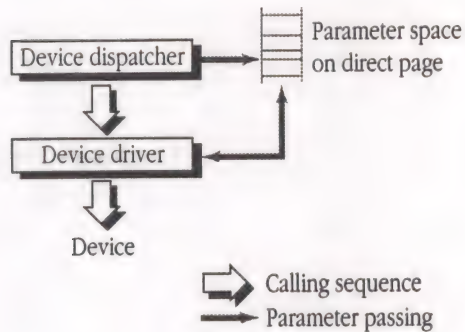 Device dispatcher
Parameter space
on direct page
Device driver
Device
Calling sequence
Parameter passing